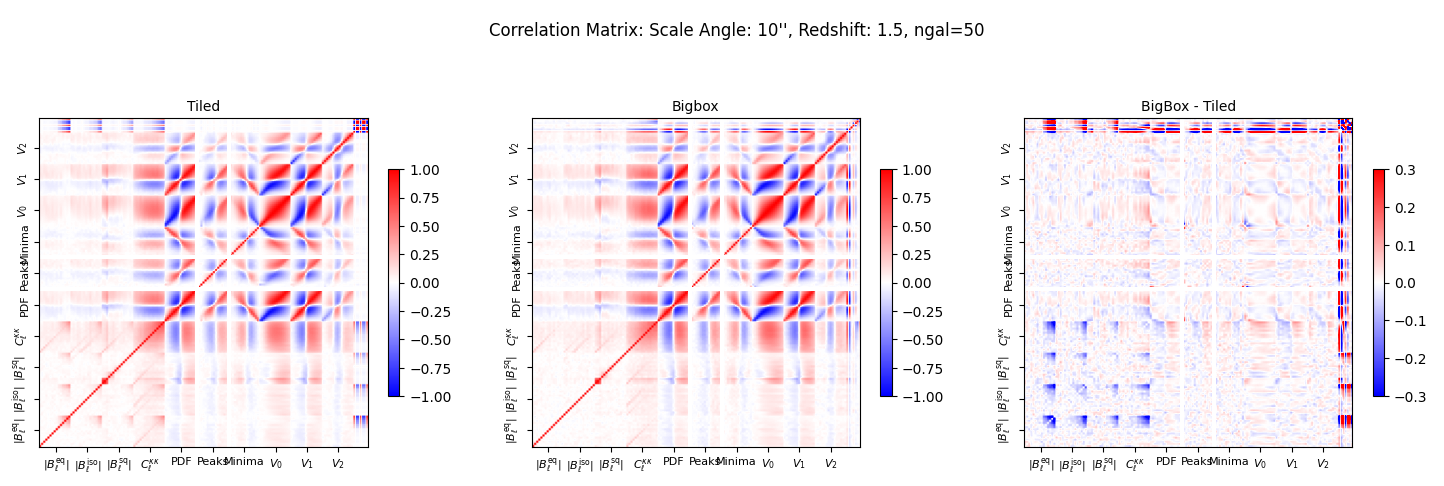 Correlation Matrix: Scale Angle: 10'', Redshift: 1.5, ngal=50
Tiled
V₂
V₁
V₀
Minima
Peaks
PDF
C_ℓ^κκ
|B_ℓ^sq|
|B_ℓ^iso|
|B_ℓ^eq|
|B_ℓ^eq| |B_ℓ^iso| |B_ℓ^sq| C_ℓ^κκ PDF Peaks Minima V₀ V₁ V₂
1.00
0.75
0.50
0.25
0.00
−0.25
−0.50
−0.75
−1.00
Bigbox
V₂
V₁
V₀
Minima
Peaks
PDF
C_ℓ^κκ
|B_ℓ^sq|
|B_ℓ^iso|
|B_ℓ^eq|
|B_ℓ^eq| |B_ℓ^iso| |B_ℓ^sq| C_ℓ^κκ PDF Peaks Minima V₀ V₁ V₂
1.00
0.75
0.50
0.25
0.00
−0.25
−0.50
−0.75
−1.00
BigBox - Tiled
V₂
V₁
V₀
Minima
Peaks
PDF
C_ℓ^κκ
|B_ℓ^sq|
|B_ℓ^iso|
|B_ℓ^eq|
|B_ℓ^eq| |B_ℓ^iso| |B_ℓ^sq| C_ℓ^κκ PDF Peaks Minima V₀ V₁ V₂
0.3
0.2
0.1
0.0
−0.1
−0.2
−0.3